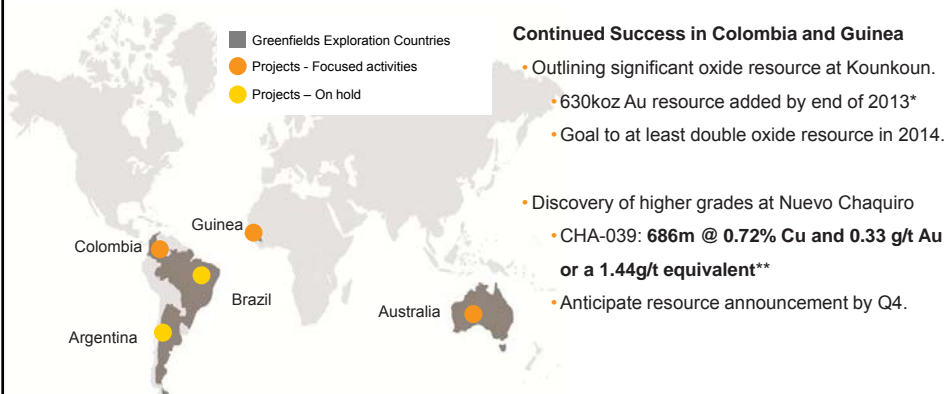 Greenfields Exploration Countries
Projects - Focused activities
Projects – On hold
Guinea
Colombia
Brazil
Australia
Argentina
Continued Success in Colombia and Guinea
• Outlining significant oxide resource at Kounkoun.
• 630koz Au resource added by end of 2013*
• Goal to at least double oxide resource in 2014.
• Discovery of higher grades at Nuevo Chaquiro
• CHA-039: 686m @ 0.72% Cu and 0.33 g/t Au
or a 1.44g/t equivalent**
• Anticipate resource announcement by Q4.